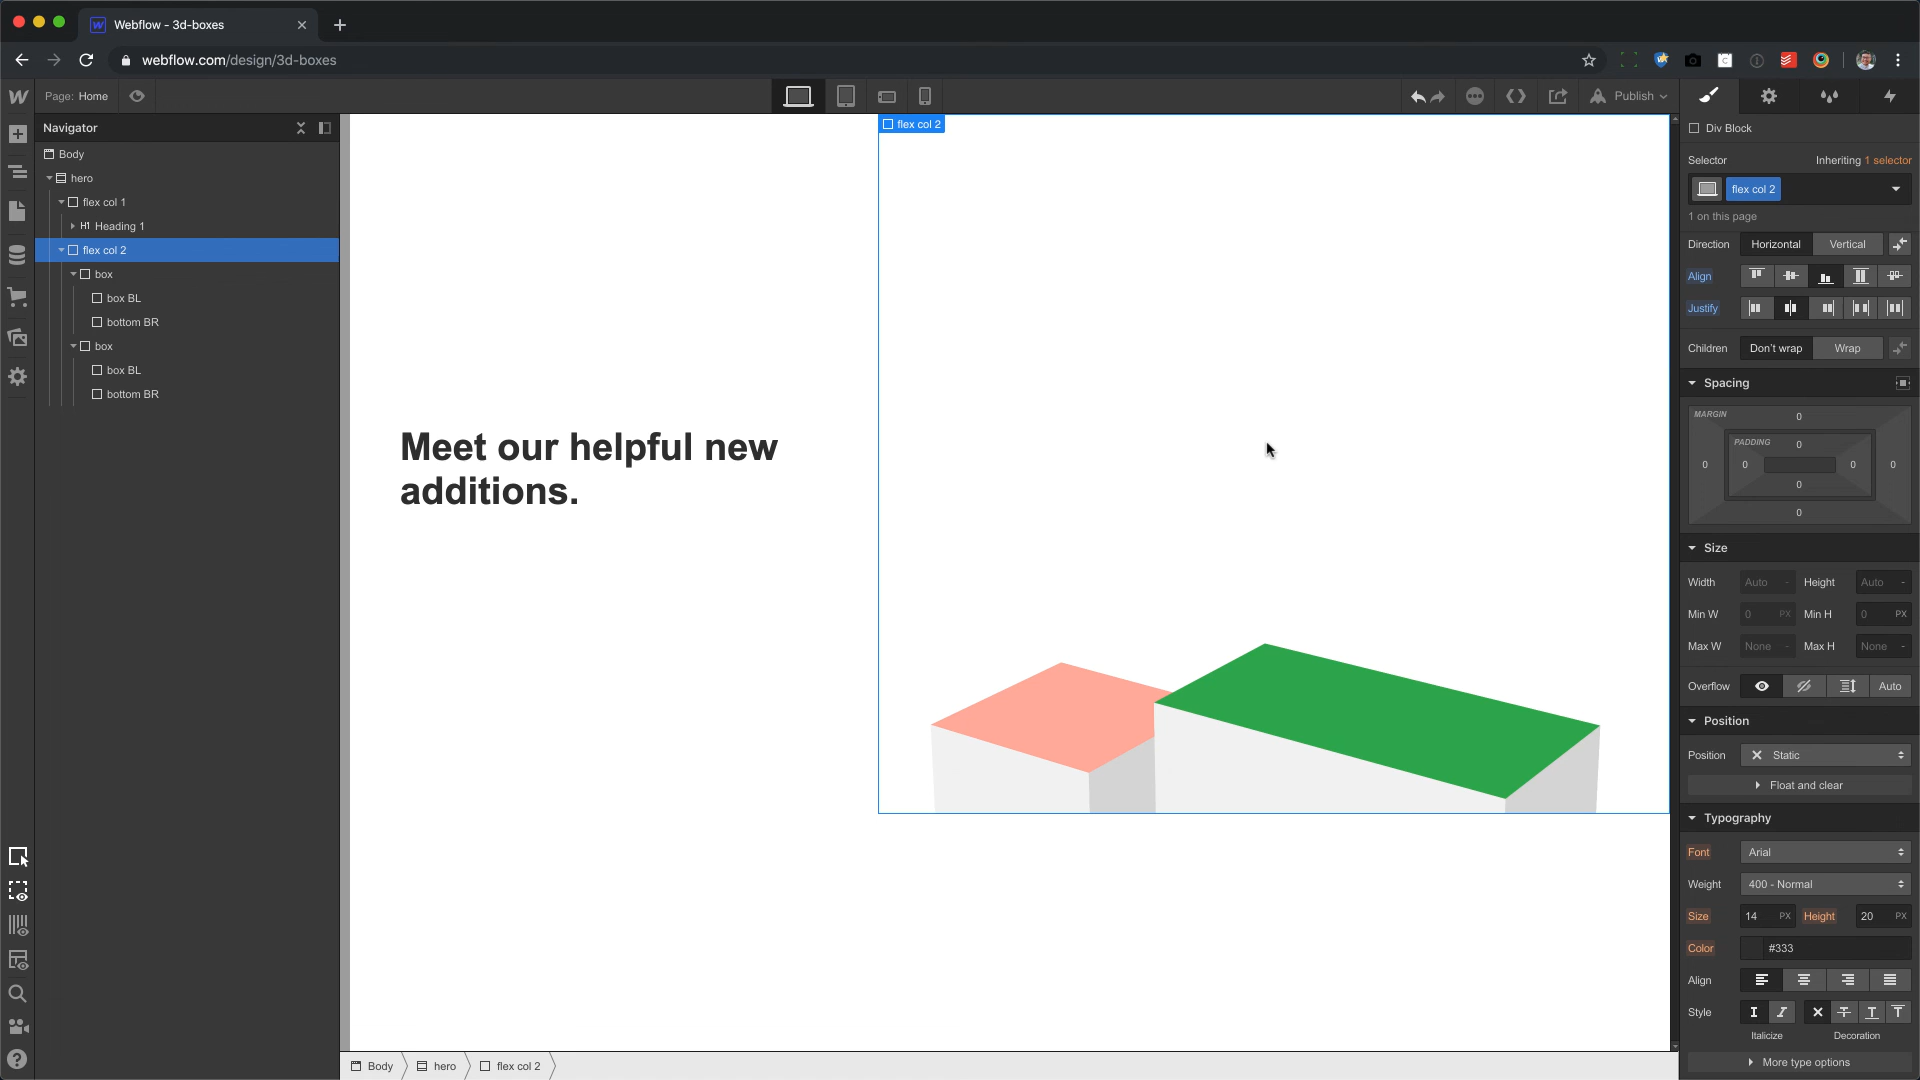 Webflow - 3d-boxes
webflow.com/design/3d-boxes
Page: Home
Publish
Navigator
Body
hero
flex col 1
H1 Heading 1
flex col 2
box
box BL
bottom BR
box
box BL
bottom BR
flex col 2
Meet our helpful new
additions.
Body
hero
flex col 2
Div Block
Selector
Inheriting 1 selector
flex col 2
1 on this page
Direction
Horizontal
Vertical
Align
Justify
Children
Don't wrap
Wrap
Spacing
MARGIN
0
PADDING
0
0
0
0
0
0
0
Size
Width
Auto
-
Height
Auto
-
Min W
0
PX
Min H
0
PX
Max W
None
-
Max H
None
-
Overflow
Auto
Position
Position
Static
Float and clear
Typography
Font
Arial
Weight
400 - Normal
Size
14
PX
Height
20
PX
Color
#333
Align
Style
Italicize
Decoration
More type options